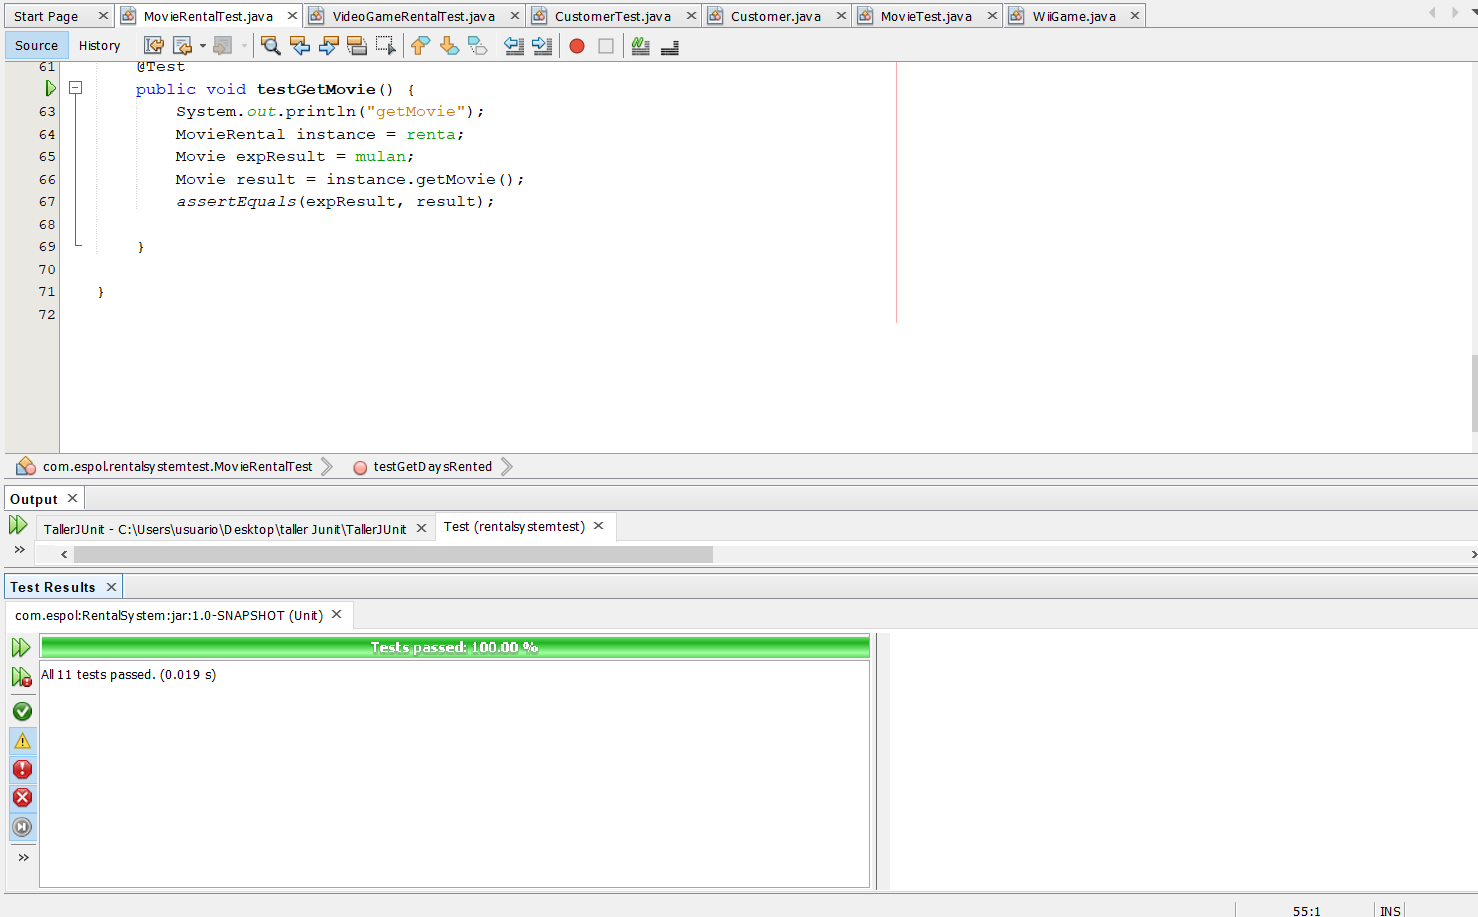 Start Page MovieRentalTest.java VideoGameRentalTest.java CustomerTest.java Customer.java MovieTest.java WiiGame.java
Source History
61 @Test
public void testGetMovie() {
63 System.out.println("getMovie");
64 MovieRental instance = renta;
65 Movie expResult = mulan;
66 Movie result = instance.getMovie();
67 assertEquals(expResult, result);
68
69 }
70
71 }
72
com.espol.rentalsystemtest.MovieRentalTest testGetDaysRented
Output
TallerJUnit - C:\Users\usuario\Desktop\taller Junit\TallerJUnit Test (rentalsystemtest)
Test Results
com.espol:RentalSystem:jar:1.0-SNAPSHOT (Unit)
Tests passed: 100.00 %
All 11 tests passed. (0.019 s)
55:1 INS